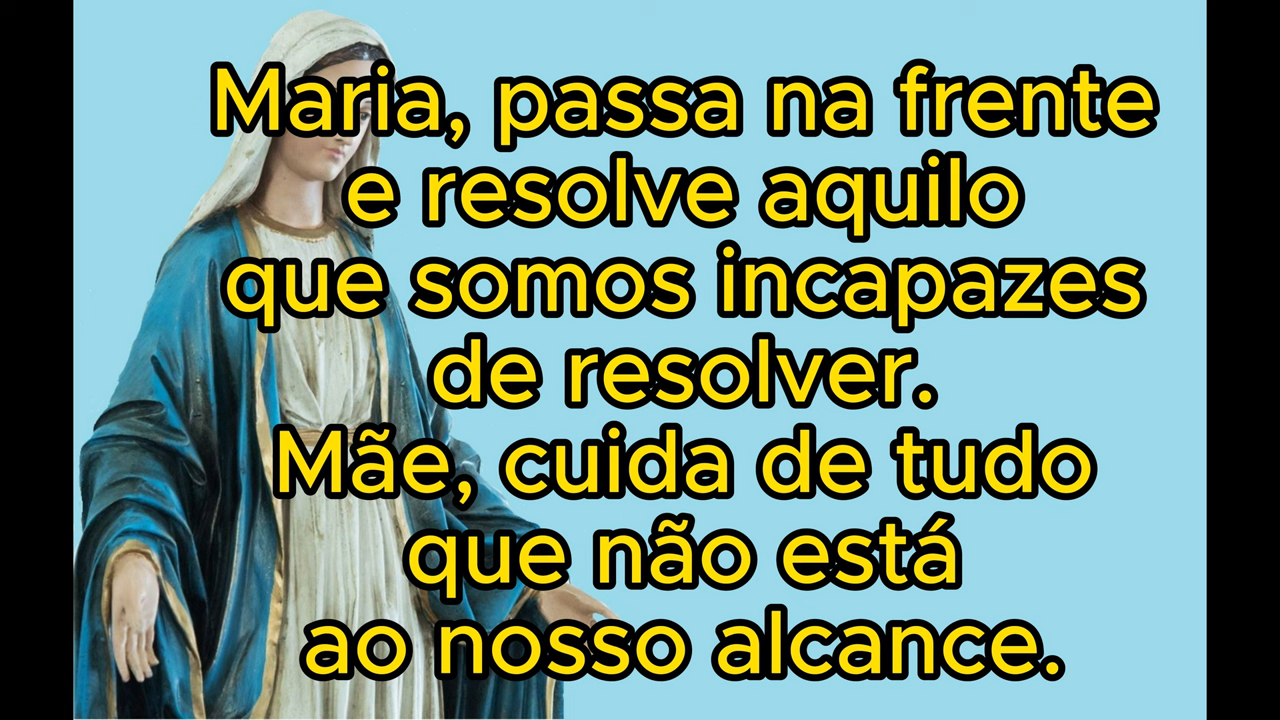 Maria, passa na frente
e resolve aquilo
que somos incapazes
de resolver.
Mãe, cuida de tudo
que não está
ao nosso alcance.